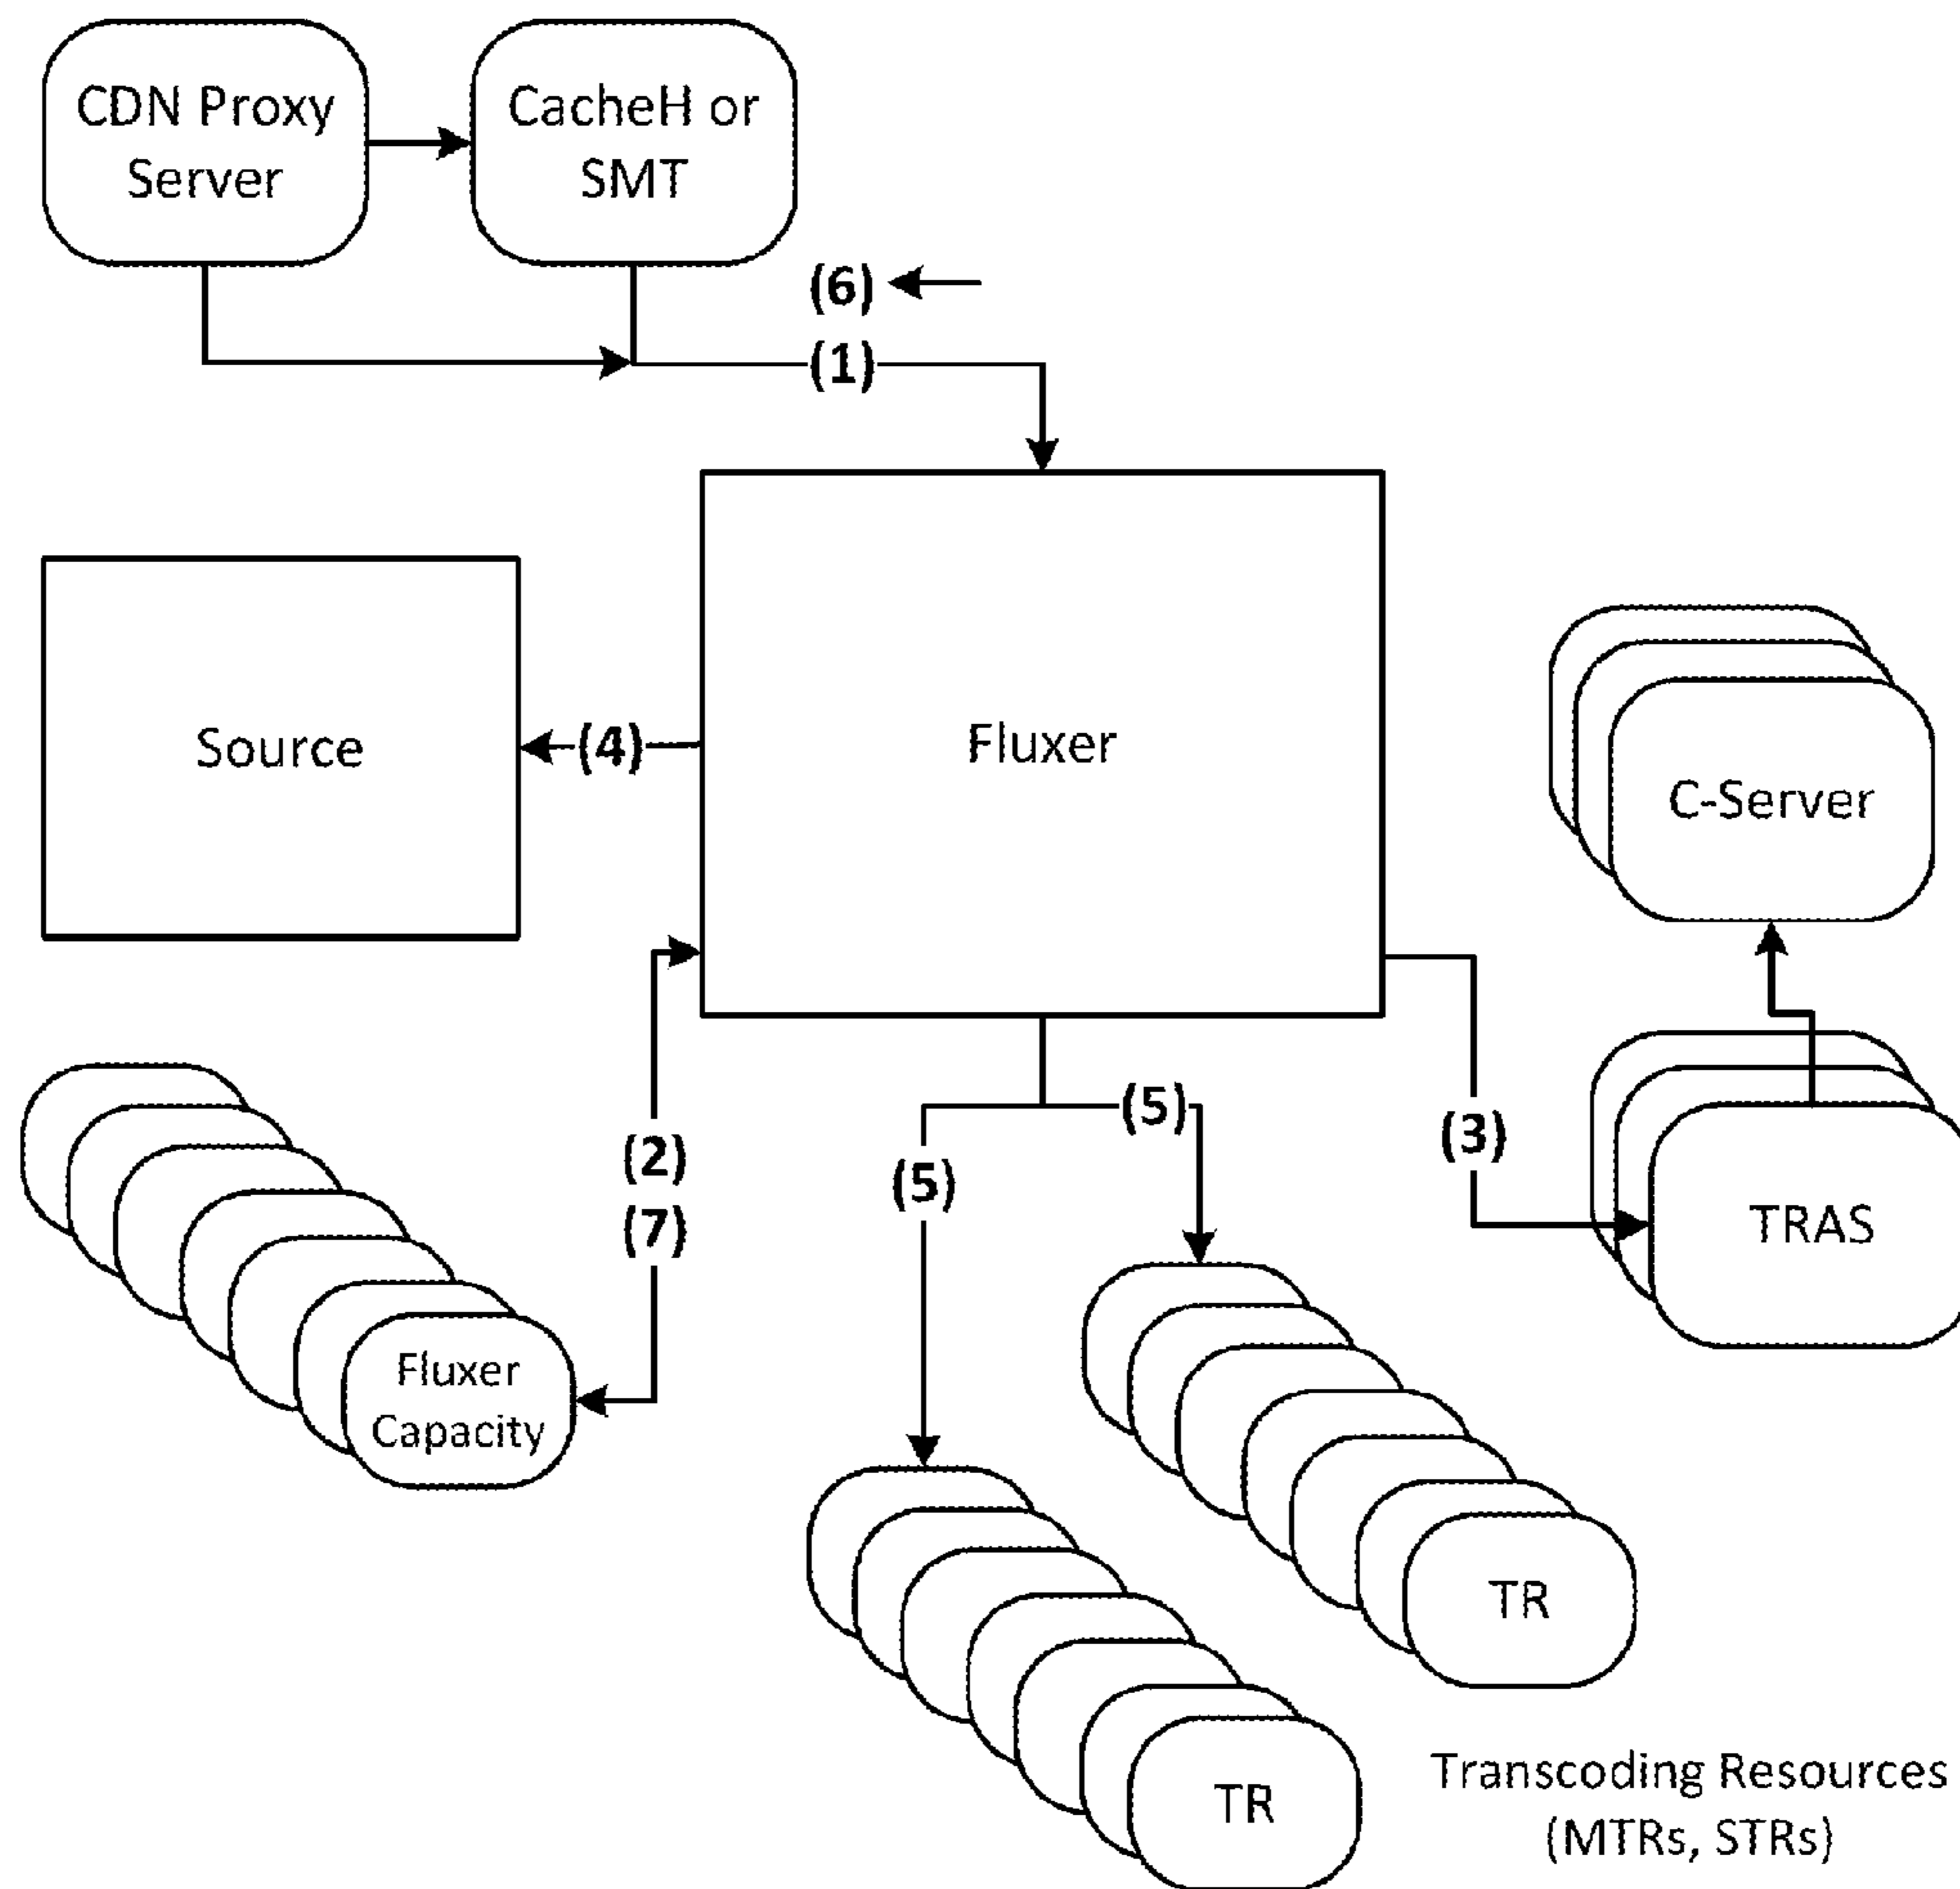 CDN Proxy
Server
CacheH or
SMT
(6)
(1)
Source
(4)
Fluxer
C-Server
(2)
(7)
(5)
(5)
(3)
TRAS
Fluxer
Capacity
TR
TR
Transcoding Resources
(MTRs, STRs)